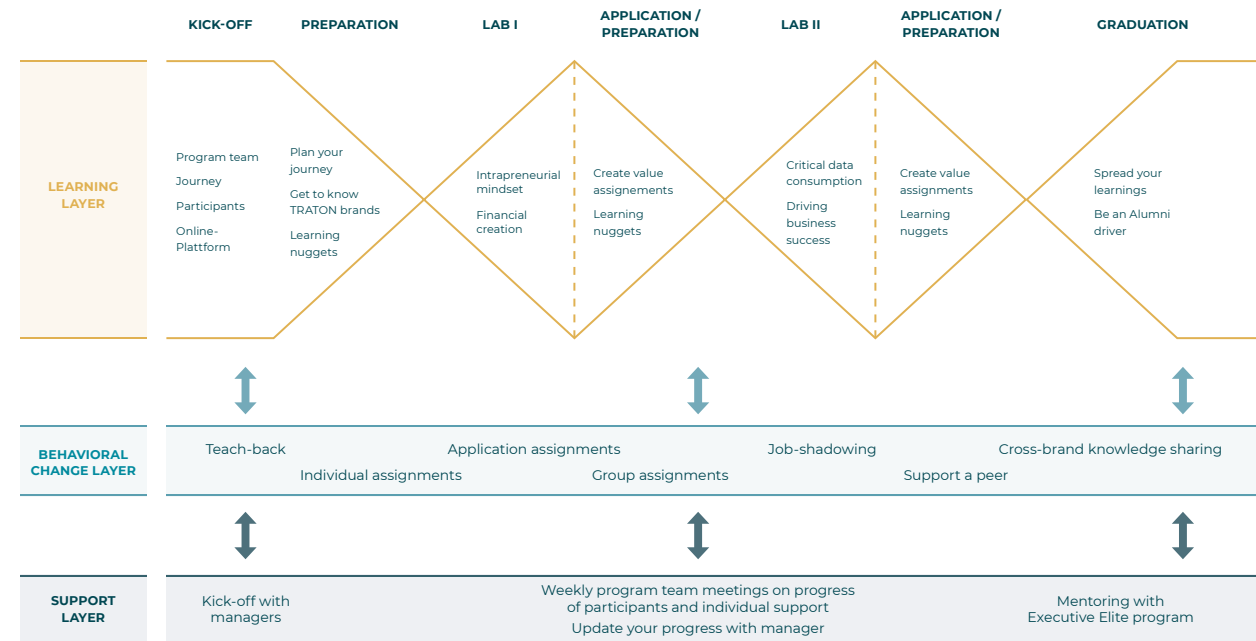 KICK-OFF
PREPARATION
LAB I
APPLICATION /
PREPARATION
LAB II
APPLICATION /
PREPARATION
GRADUATION
LEARNING
LAYER
Program team
Journey
Participants
Online-
Plattform
Plan your
journey
Get to know
TRATON brands
Learning
nuggets
Intrapreneurial
mindset
Financial
creation
Create value
assignements
Learning
nuggets
Critical data
consumption
Driving
business
success
Create value
assignments
Learning
nuggets
Spread your
learnings
Be an Alumni
driver
BEHAVIORAL
CHANGE LAYER
Teach-back
Application assignments
Job-shadowing
Cross-brand knowledge sharing
Individual assignments
Group assignments
Support a peer
SUPPORT
LAYER
Kick-off with
managers
Weekly program team meetings on progress
of participants and individual support
Update your progress with manager
Mentoring with
Executive Elite program